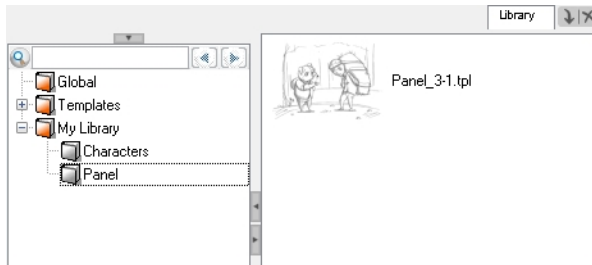 Library
Global
Templates
My Library
Characters
Panel
Panel_3-1.tpl